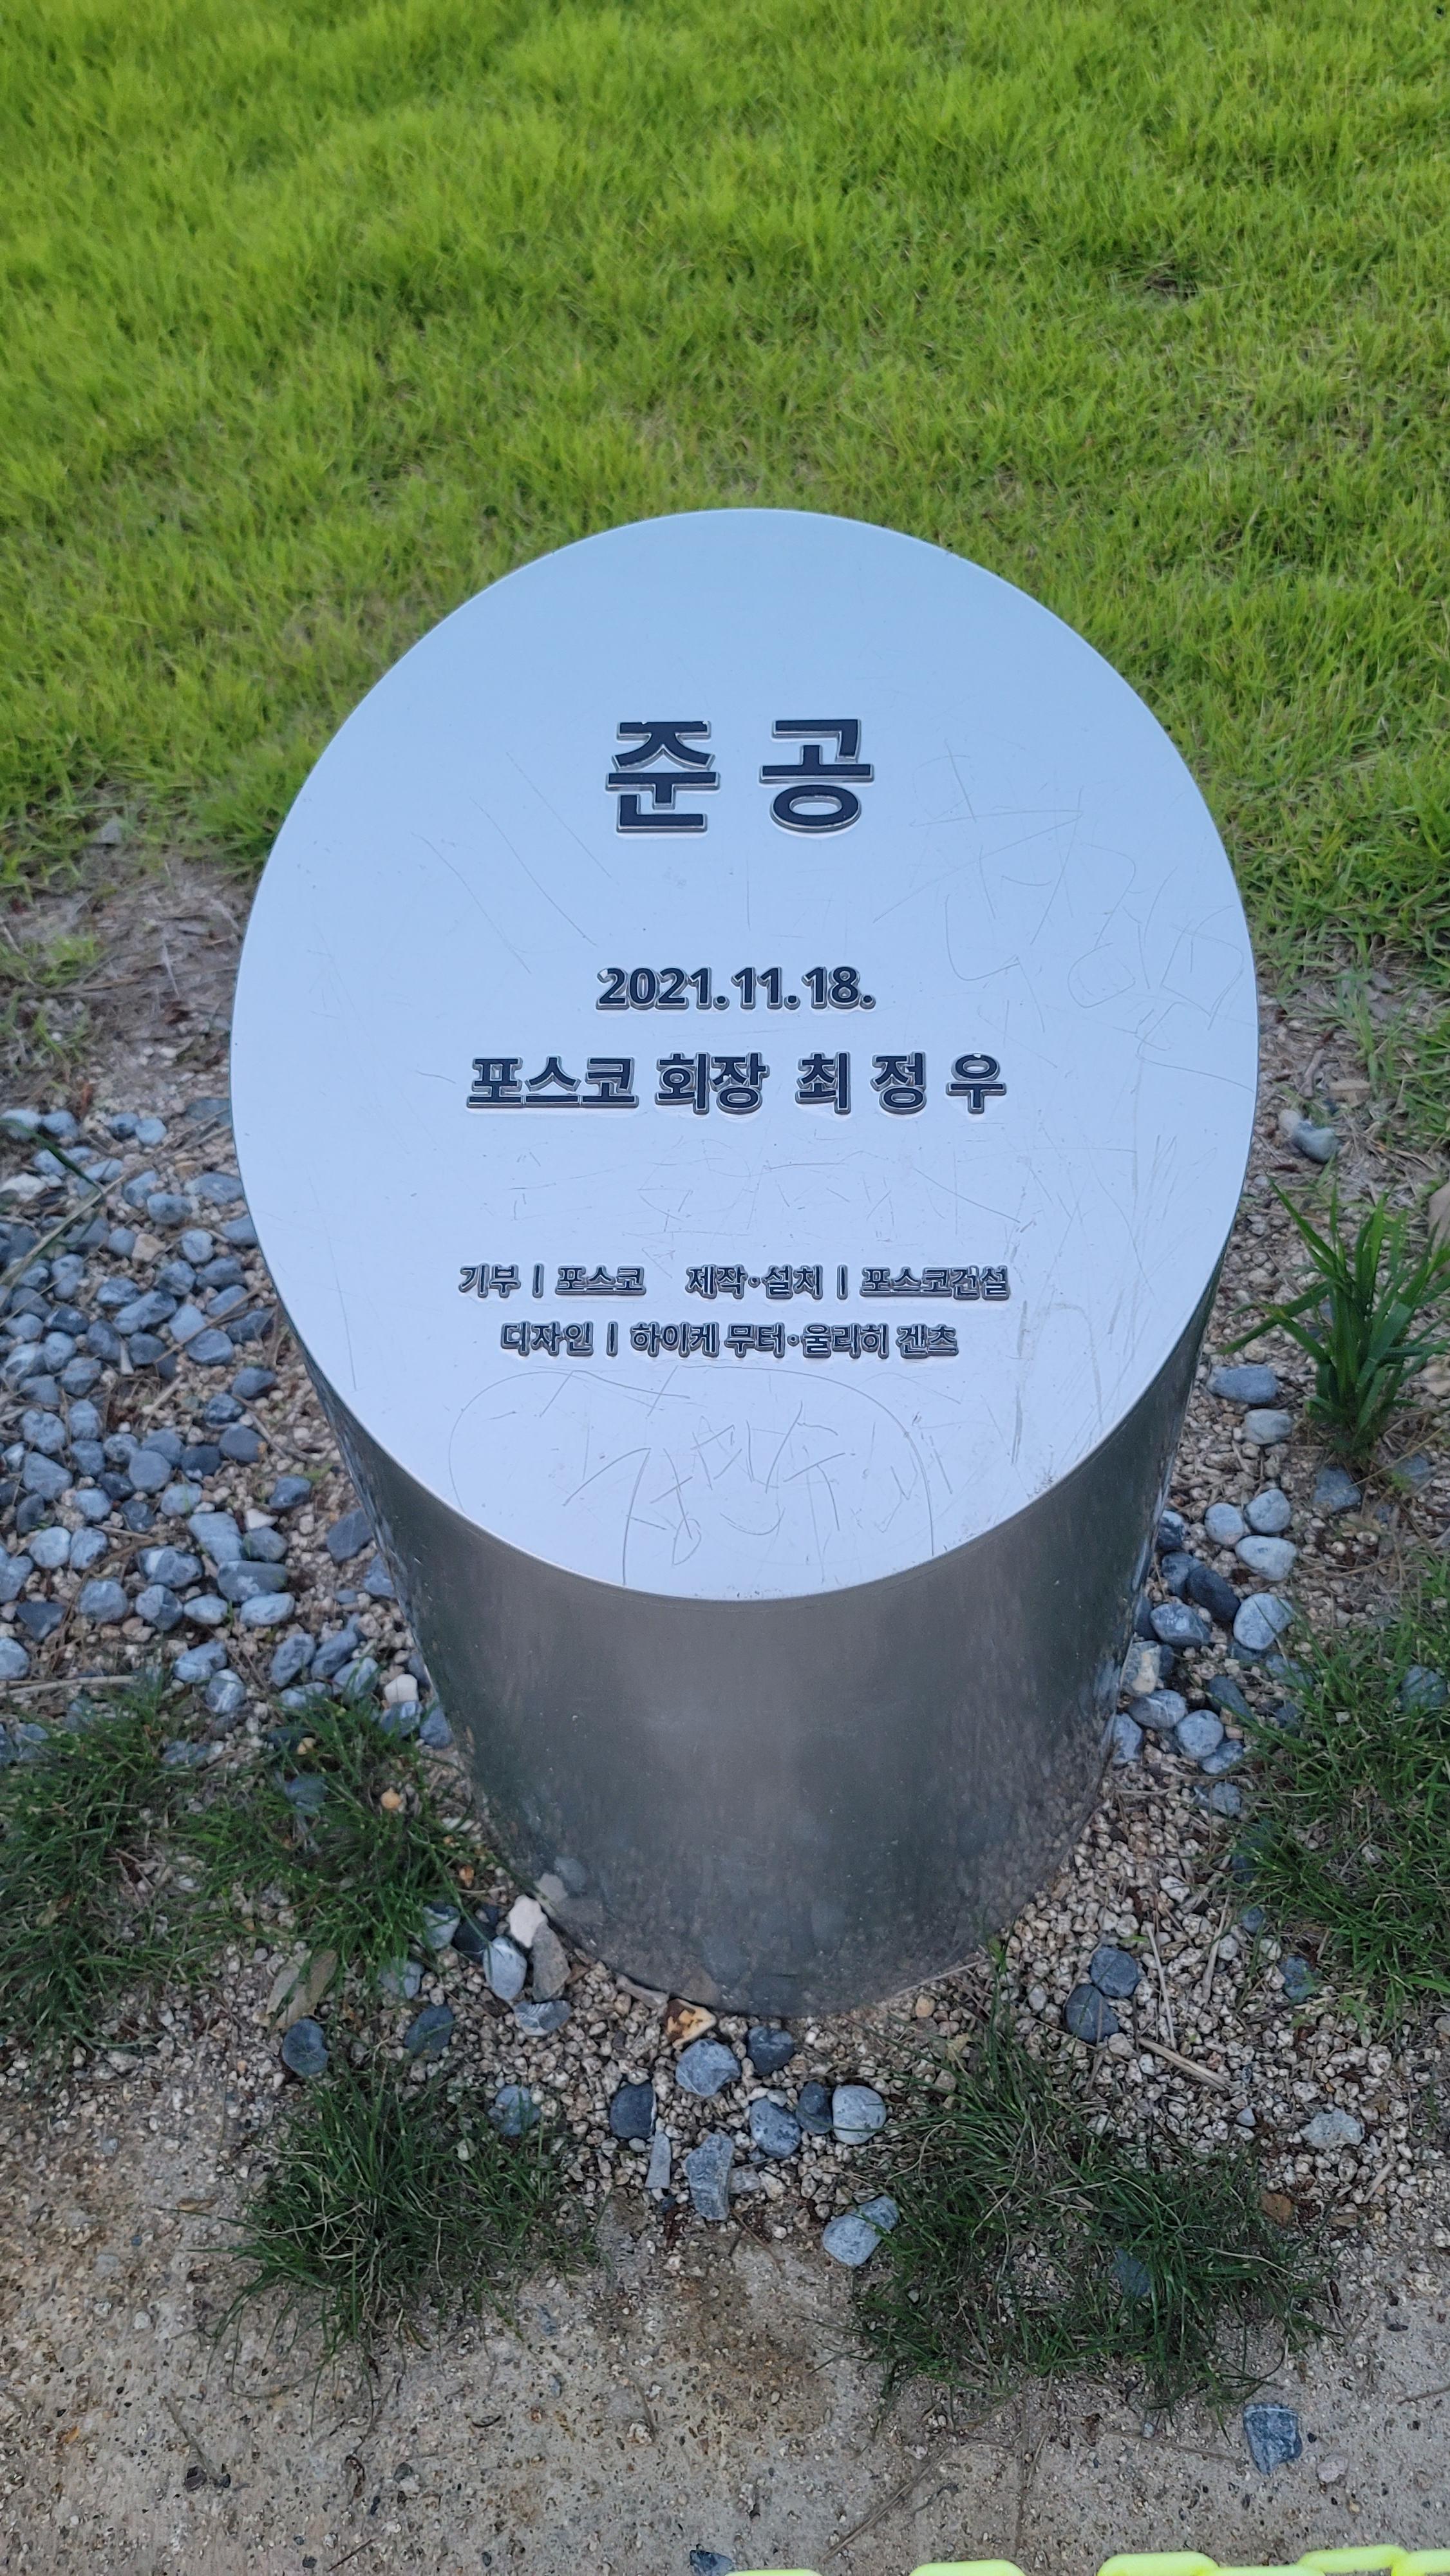 준공
2021.11.18.
포스코 회장 최정우
기부 | 포스코 제작·설치 | 포스코건설
디자인 | 하이케 무터·울리히 겐츠